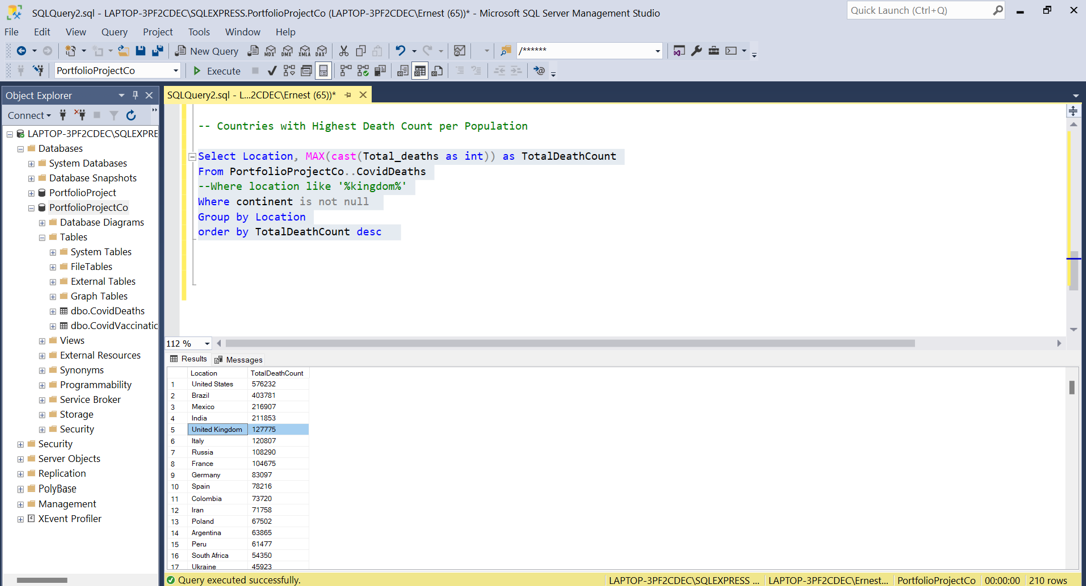 SQLQuery2.sql - LAPTOP-3PF2CDEC\SQLEXPRESS.PortfolioProjectCo (LAPTOP-3PF2CDEC\Ernest (65))* - Microsoft SQL Server Management Studio
Quick Launch (Ctrl+Q)
File Edit View Query Project Tools Window Help
New Query MDX DMX XMLA DAX /******
PortfolioProjectCo Execute
Object Explorer
SQLQuery2.sql - L...2CDEC\Ernest (65))*
Connect
LAPTOP-3PF2CDEC\SQLEXPRE
Databases
System Databases
Database Snapshots
PortfolioProject
PortfolioProjectCo
Database Diagrams
Tables
System Tables
FileTables
External Tables
Graph Tables
dbo.CovidDeaths
dbo.CovidVaccinatic
Views
External Resources
Synonyms
Programmability
Service Broker
Storage
Security
Security
Server Objects
Replication
PolyBase
Management
XEvent Profiler
-- Countries with Highest Death Count per Population
Select Location, MAX(cast(Total_deaths as int)) as TotalDeathCount
From PortfolioProjectCo..CovidDeaths
--Where location like '%kingdom%'
Where continent is not null
Group by Location
order by TotalDeathCount desc
112 %
Results Messages
Location TotalDeathCount
1 United States 576232
2 Brazil 403781
3 Mexico 216907
4 India 211853
5 United Kingdom 127775
6 Italy 120807
7 Russia 108290
8 France 104675
9 Germany 83097
10 Spain 78216
11 Colombia 73720
12 Iran 71758
13 Poland 67502
14 Argentina 63865
15 Peru 61477
16 South Africa 54350
17 Ukraine 45923
Query executed successfully.
LAPTOP-3PF2CDEC\SQLEXPRESS ... LAPTOP-3PF2CDEC\Ernest... PortfolioProjectCo 00:00:00 210 rows